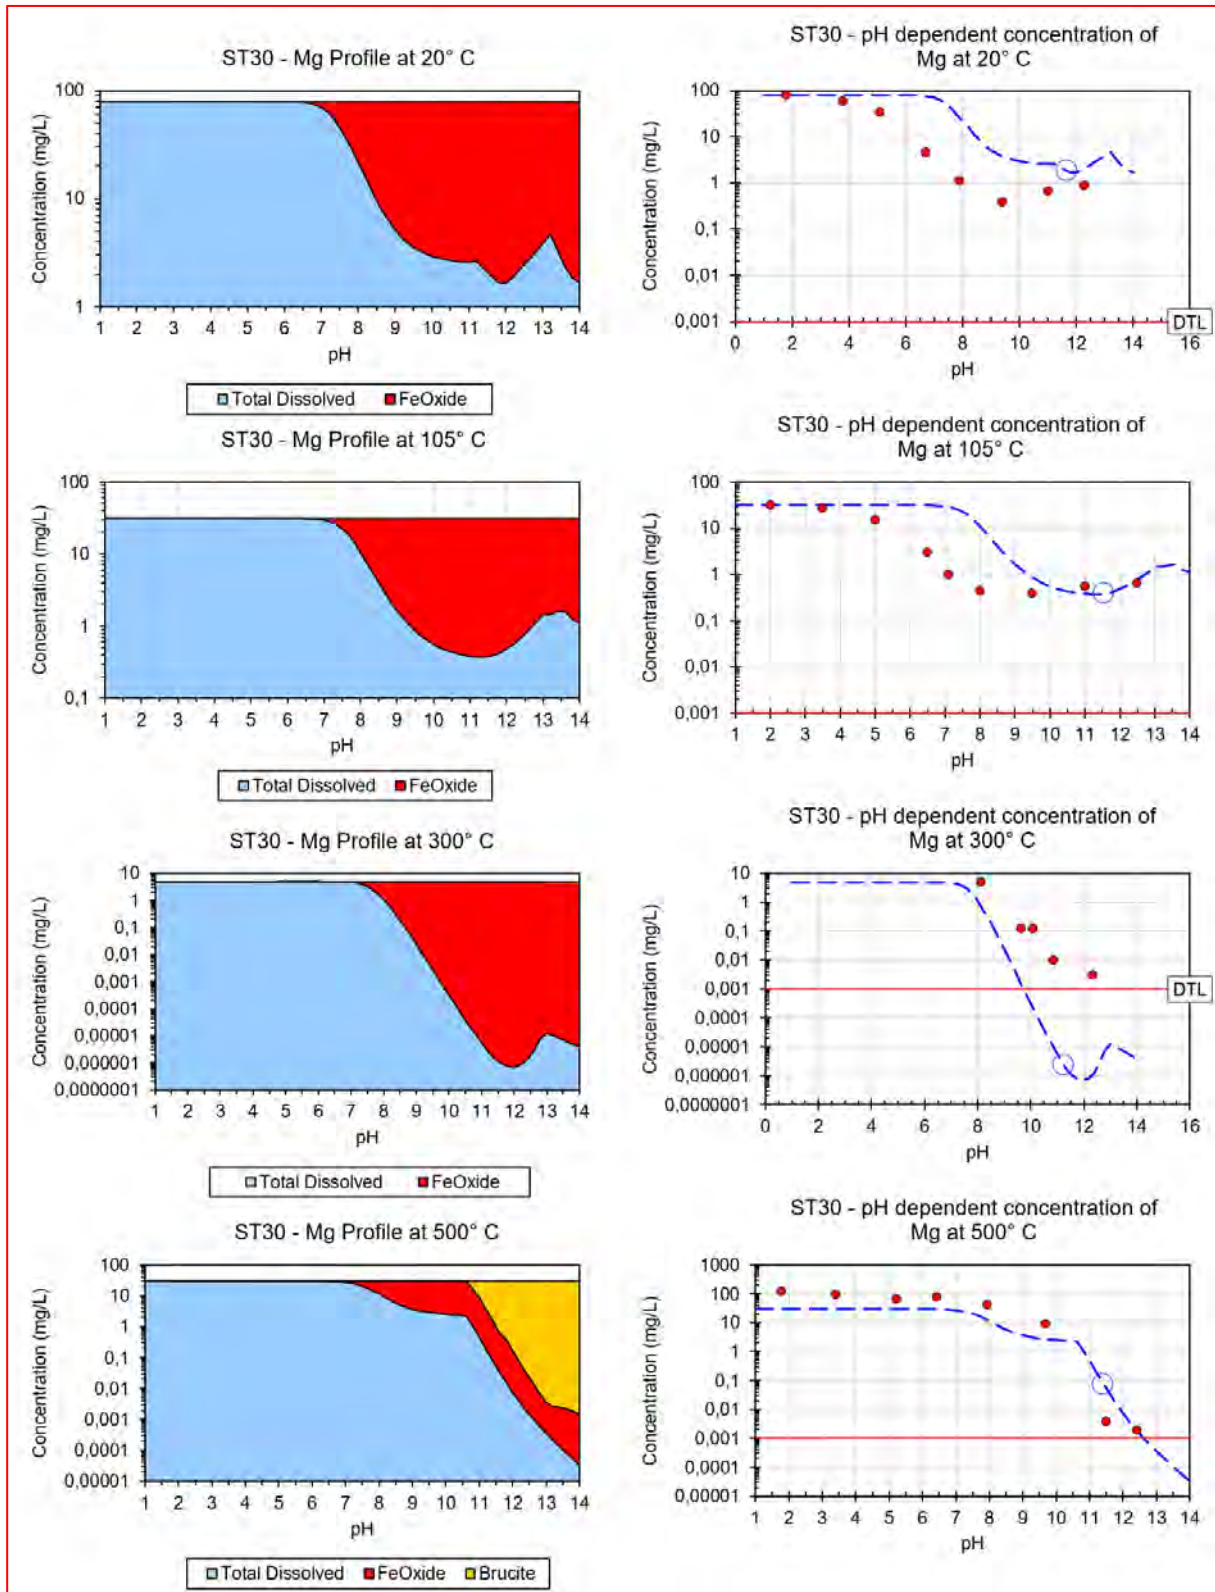 ST30 - Mg Profile at 20° C
Concentration (mg/L)
100
10
1
1 2 3 4 5 6 7 8 9 10 11 12 13 14
pH
Total Dissolved FeOxide
ST30 - pH dependent concentration of
Mg at 20° C
Concentration (mg/L)
100
10
1
0,1
0,01
0,001
DTL
0 2 4 6 8 10 12 14 16
pH
ST30 - Mg Profile at 105° C
Concentration (mg/L)
100
10
1
0,1
1 2 3 4 5 6 7 8 9 10 11 12 13 14
pH
Total Dissolved FeOxide
ST30 - pH dependent concentration of
Mg at 105° C
Concentration (mg/L)
100
10
1
0,1
0,01
0,001
1 2 3 4 5 6 7 8 9 10 11 12 13 14
pH
ST30 - Mg Profile at 300° C
Concentration (mg/L)
10
1
0,1
0,01
0,001
0,0001
0,00001
0,000001
0,0000001
1 2 3 4 5 6 7 8 9 10 11 12 13 14
pH
Total Dissolved FeOxide
ST30 - pH dependent concentration of
Mg at 300° C
Concentration (mg/L)
10
1
0,1
0,01
0,001
DTL
0,0001
0,00001
0,000001
0,0000001
0 2 4 6 8 10 12 14 16
pH
ST30 - Mg Profile at 500° C
Concentration (mg/L)
100
10
1
0,1
0,01
0,001
0,0001
0,00001
1 2 3 4 5 6 7 8 9 10 11 12 13 14
pH
Total Dissolved FeOxide Brucite
ST30 - pH dependent concentration of
Mg at 500° C
Concentration (mg/L)
1000
100
10
1
0,1
0,01
0,001
0,0001
0,00001
1 2 3 4 5 6 7 8 9 10 11 12 13 14
pH